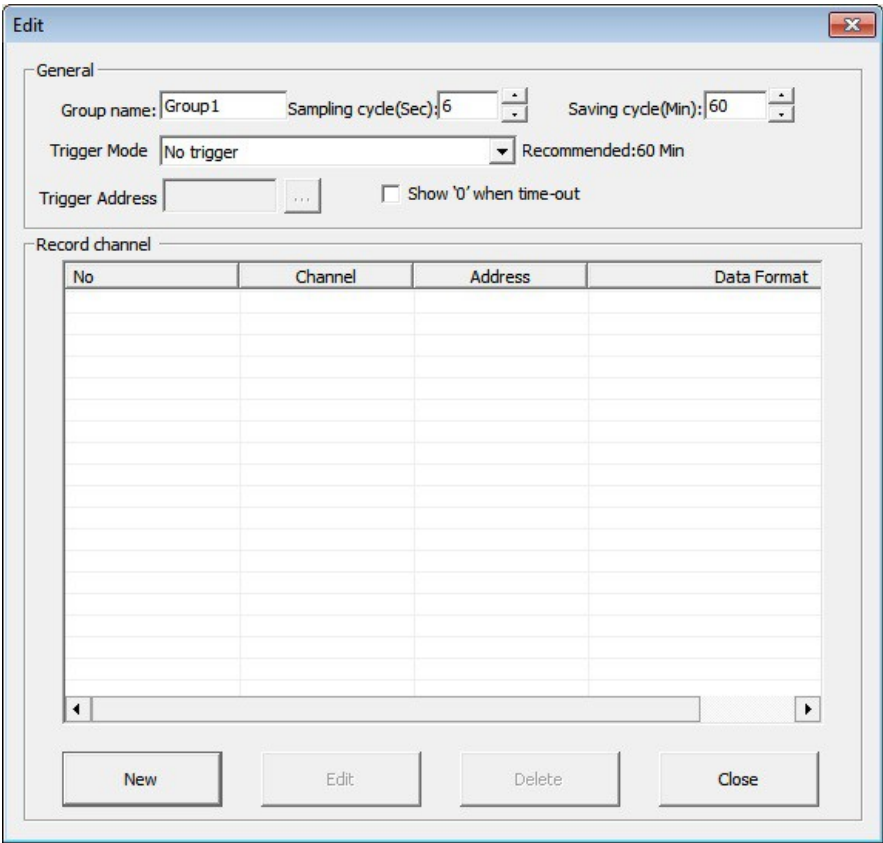 Edit
General
Group name: Group1 Sampling cycle(Sec): 6 Saving cycle(Min): 60
Trigger Mode No trigger Recommended:60 Min
Trigger Address ... Show '0' when time-out
Record channel
No Channel Address Data Format
New Edit Delete Close